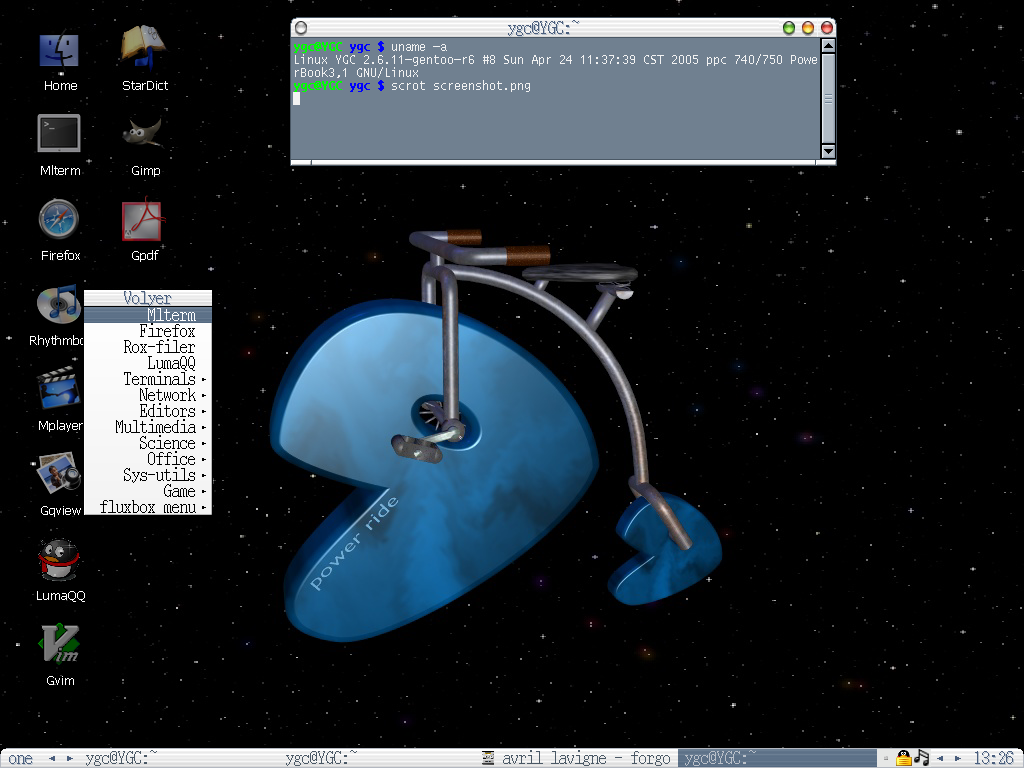 ygc@YGC:~
ygc@YGC ygc $ uname -a
Linux YGC 2.6.11-gentoo-r6 #8 Sun Apr 24 11:37:39 CST 2005 ppc 740/750 Powe
rBook3,1 GNU/Linux
ygc@YGC ygc $ scrot screenshot.png
Home
StarDict
Mlterm
Gimp
Firefox
Gpdf
Rhythmbo
Mplayer
Gqview
LumaQQ
Gvim
Volyer
Mlterm
Firefox
Rox-filer
LumaQQ
Terminals
Network
Editors
Multimedia
Science
Office
Sys-utils
Game
fluxbox menu
power ride
one ygc@YGC:~ ygc@YGC:~ avril lavigne - forgo ygc@YGC:~ 13:26